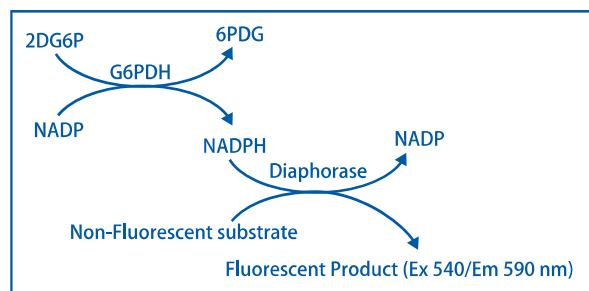 2DG6P
6PDG
G6PDH
NADP
NADPH
NADP
Diaphorase
Non-Fluorescent substrate
Fluorescent Product (Ex 540/Em 590 nm)